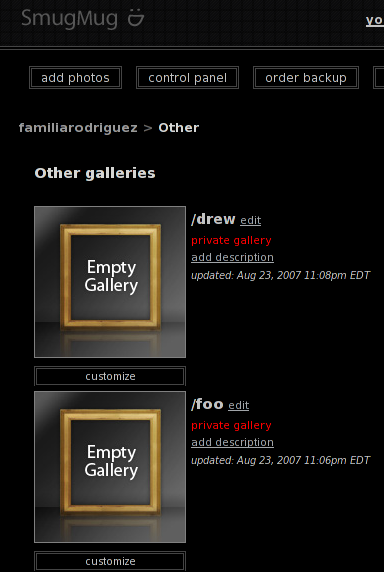 SmugMug
yo
add photos
control panel
order backup
familiarodriguez > Other
Other galleries
Empty
Gallery
/drew edit
private gallery
add description
updated: Aug 23, 2007 11:08pm EDT
customize
Empty
Gallery
/foo edit
private gallery
add description
updated: Aug 23, 2007 11:06pm EDT
customize